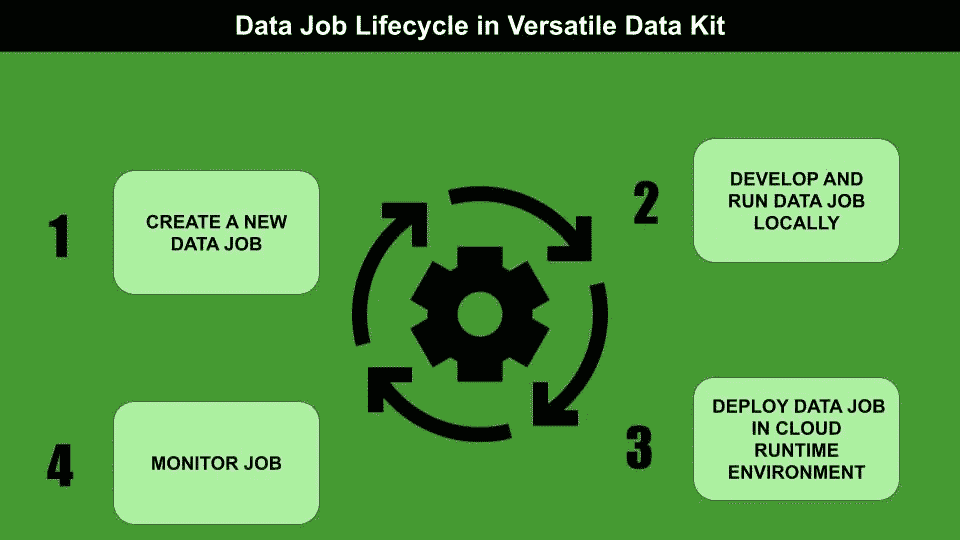 Data Job Lifecycle in Versatile Data Kit
1
CREATE A NEW
DATA JOB
2
DEVELOP AND
RUN DATA JOB
LOCALLY
3
DEPLOY DATA JOB
IN CLOUD
RUNTIME
ENVIRONMENT
4
MONITOR JOB